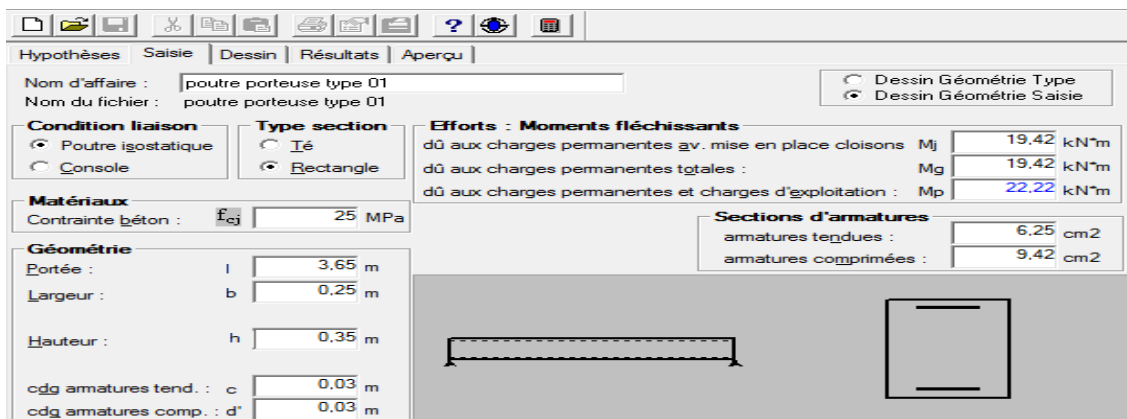 Hypothèses Saisie Dessin Résultats Aperçu
Nom d'affaire : poutre porteuse type 01
Nom du fichier : poutre porteuse type 01
Dessin Géométrie Type
Dessin Géométrie Saisie
Condition liaison
Poutre isostatique
Console
Type section
Té
Rectangle
Efforts : Moments fléchissants
dû aux charges permanentes av. mise en place cloisons Mj 19,42 kN*m
dû aux charges permanentes totales : Mg 19,42 kN*m
dû aux charges permanentes et charges d'exploitation : Mp 22,22 kN*m
Matériaux
Contrainte béton : fcj 25 MPa
Sections d'armatures
armatures tendues : 6,25 cm2
armatures comprimées : 9,42 cm2
Géométrie
Portée : l 3,65 m
Largeur : b 0,25 m
Hauteur : h 0,35 m
cdg armatures tend. : c 0,03 m
cdg armatures comp. : d' 0,03 m